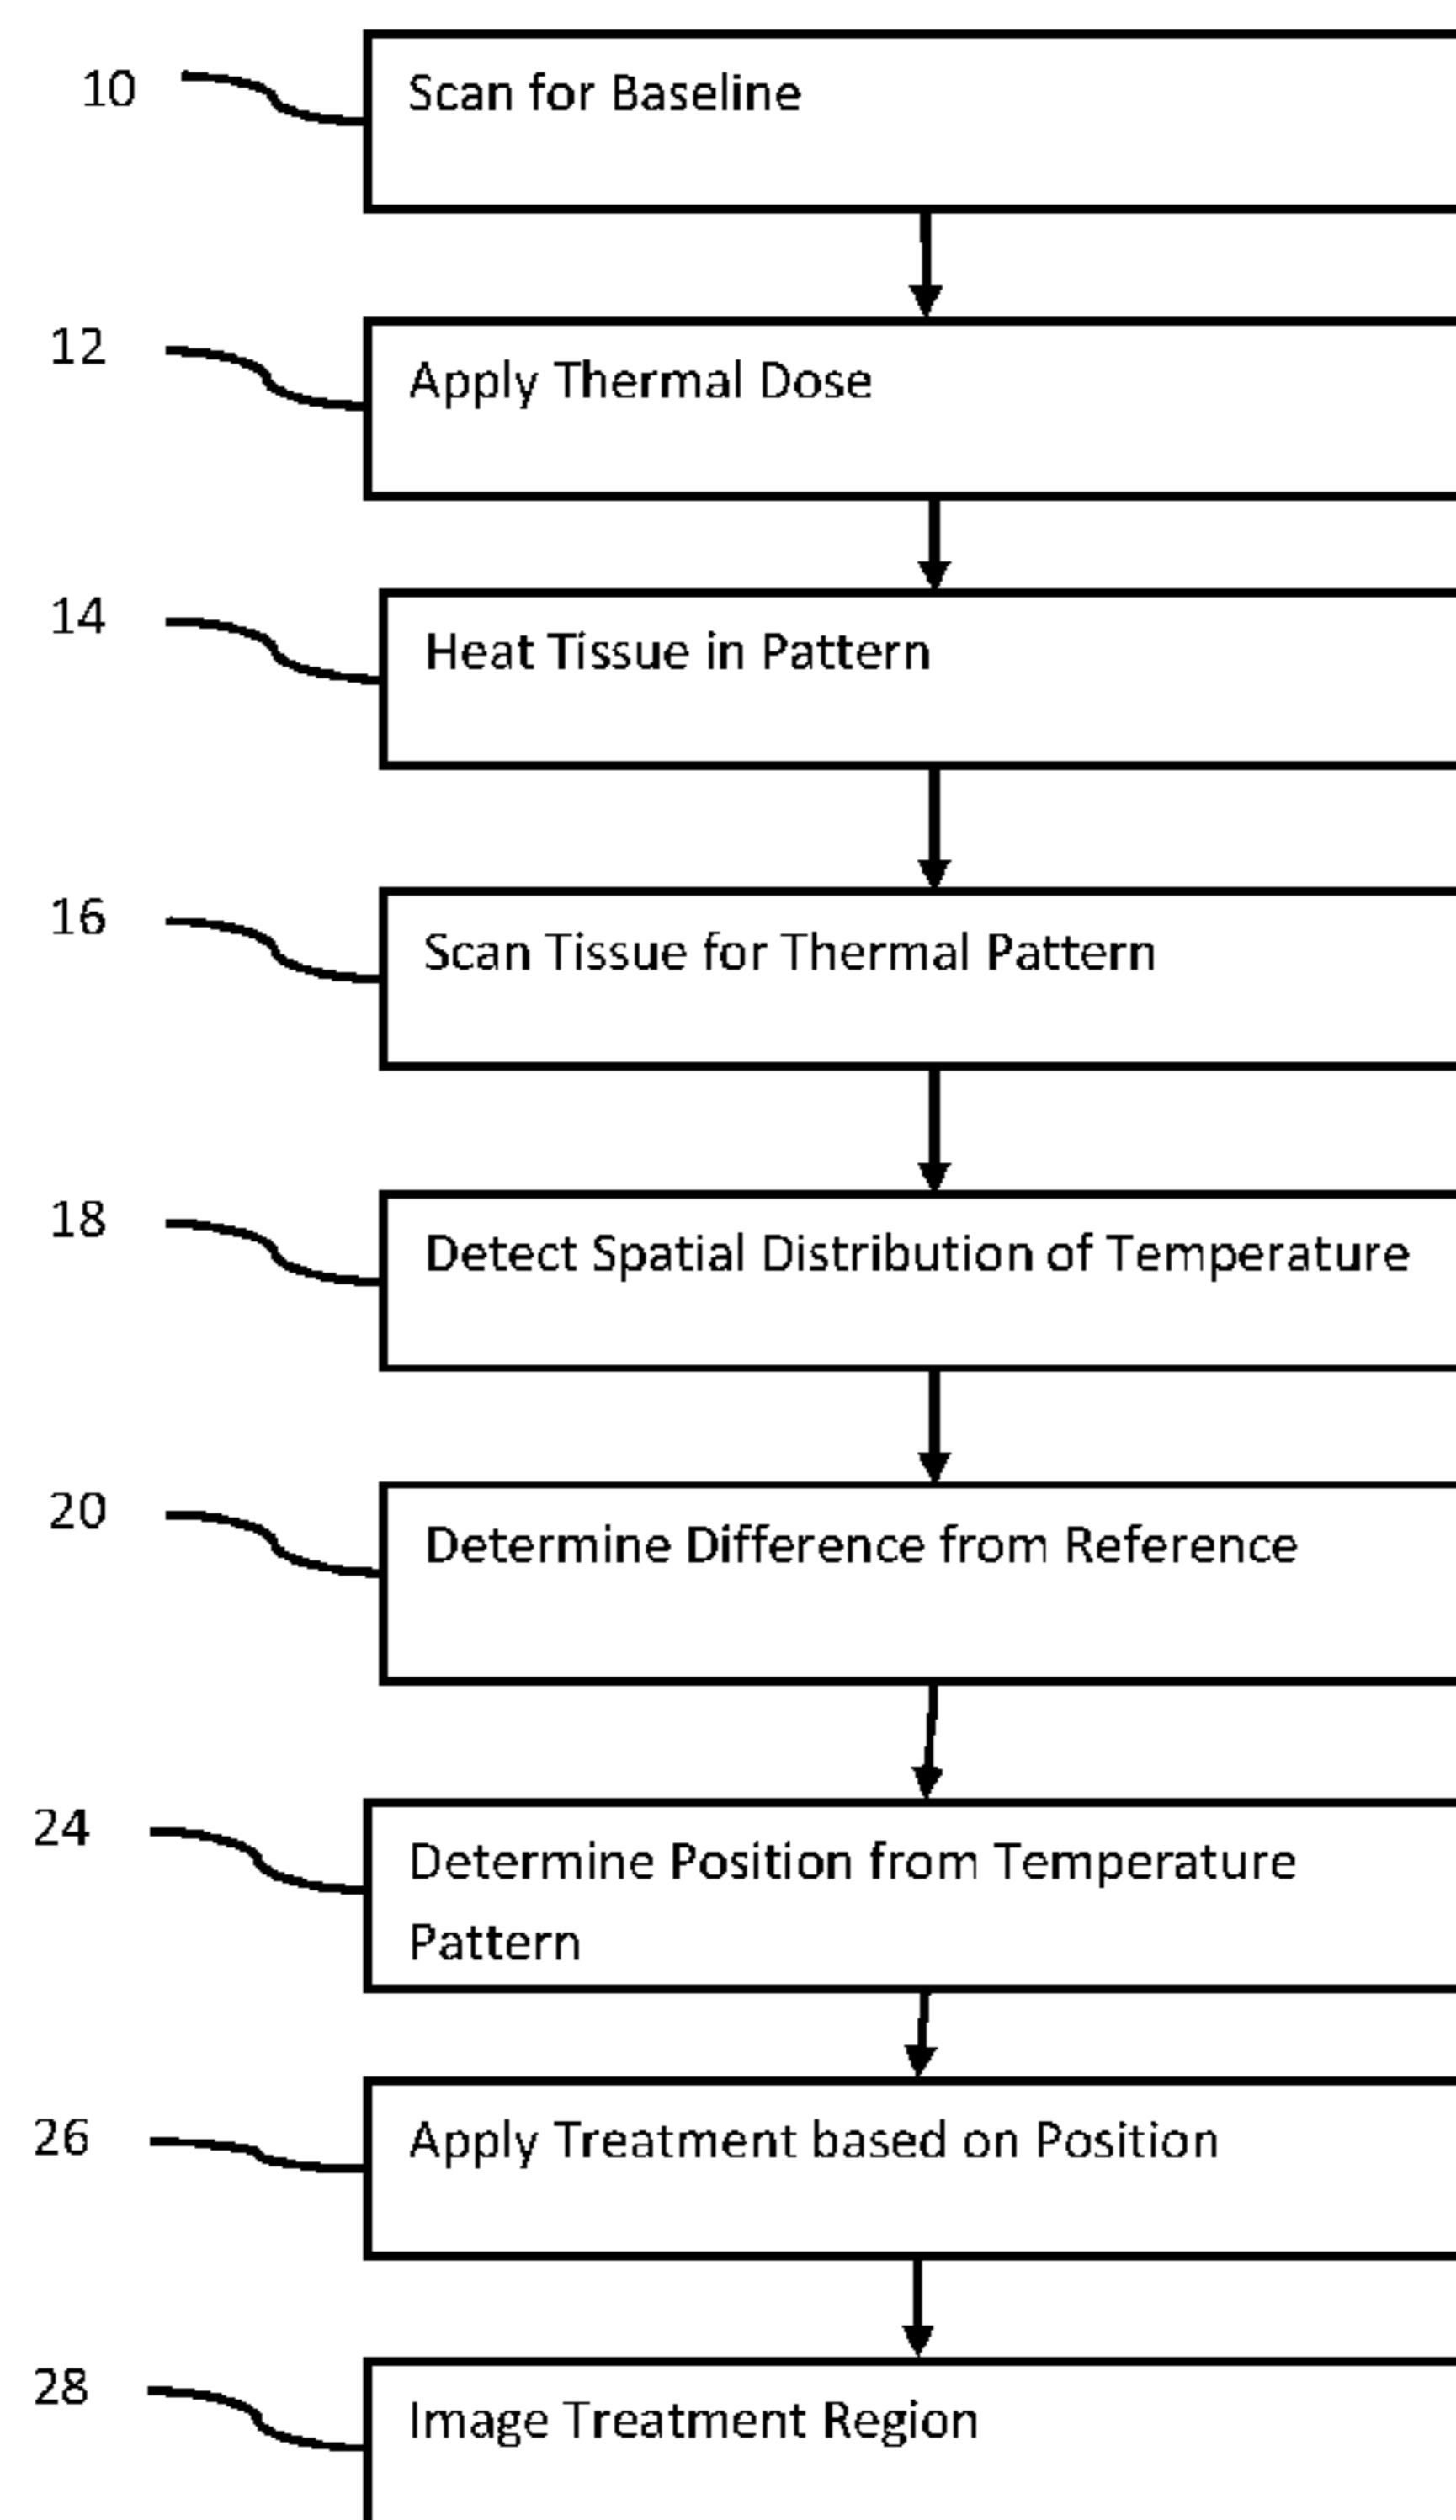 10 Scan for Baseline
12 Apply Thermal Dose
14 Heat Tissue in Pattern
16 Scan Tissue for Thermal Pattern
18 Detect Spatial Distribution of Temperature
20 Determine Difference from Reference
24 Determine Position from Temperature
Pattern
26 Apply Treatment based on Position
28 Image Treatment Region